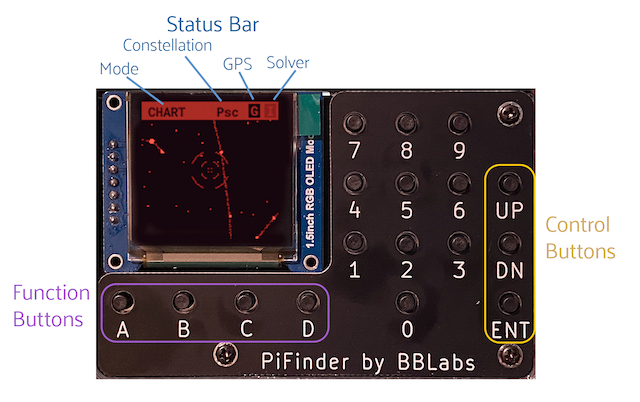 Status Bar
Constellation
Mode
GPS
Solver
CHART Psc G I
1.5inch RGB OLED Mo
7 8 9
4 5 6 UP
1 2 3 DN
0 ENT
Control
Buttons
Function
Buttons
A B C D
PiFinder by BBLabs